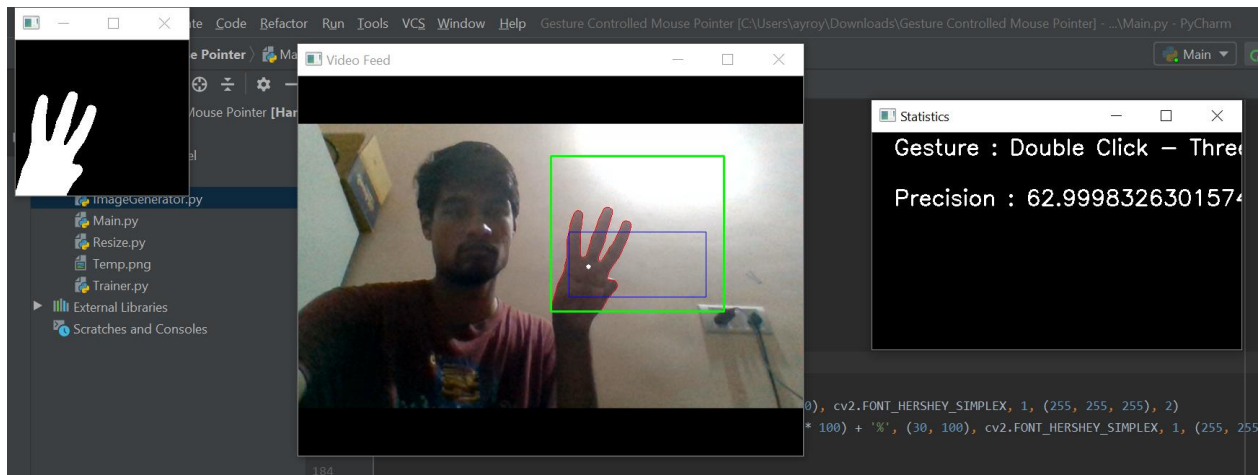 Code Refactor Run Tools VCS Window Help Gesture Controlled Mouse Pointer [C:\Users\ayroy\Downloads\Gesture Controlled Mouse Pointer] - ...\Main.py - PyCharm
e Pointer Ma
Main
Video Feed
Mouse Pointer [Har
Statistics
Gesture : Double Click – Three
Precision : 62.9998326301574
ImageGenerator.py
Main.py
Resize.py
Temp.png
Trainer.py
External Libraries
Scratches and Consoles
0), cv2.FONT_HERSHEY_SIMPLEX, 1, (255, 255, 255), 2)
* 100) + '%', (30, 100), cv2.FONT_HERSHEY_SIMPLEX, 1, (255, 255
184